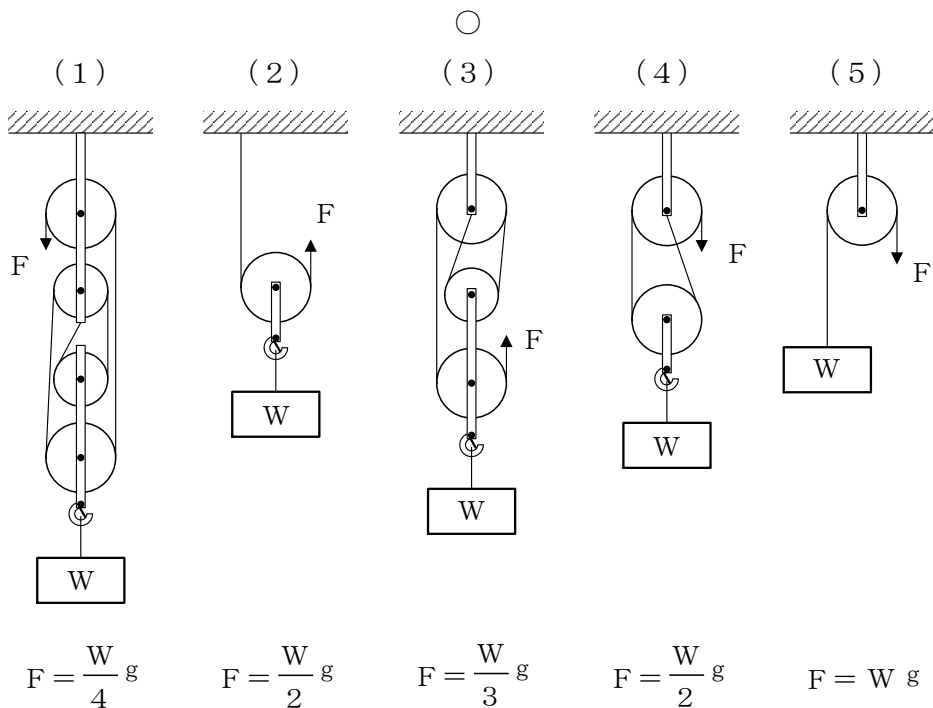 ○
(1) (2) (3) (4) (5)
F F F F F
W W W W W
F = W/4 g F = W/2 g F = W/3 g F = W/2 g F = W g